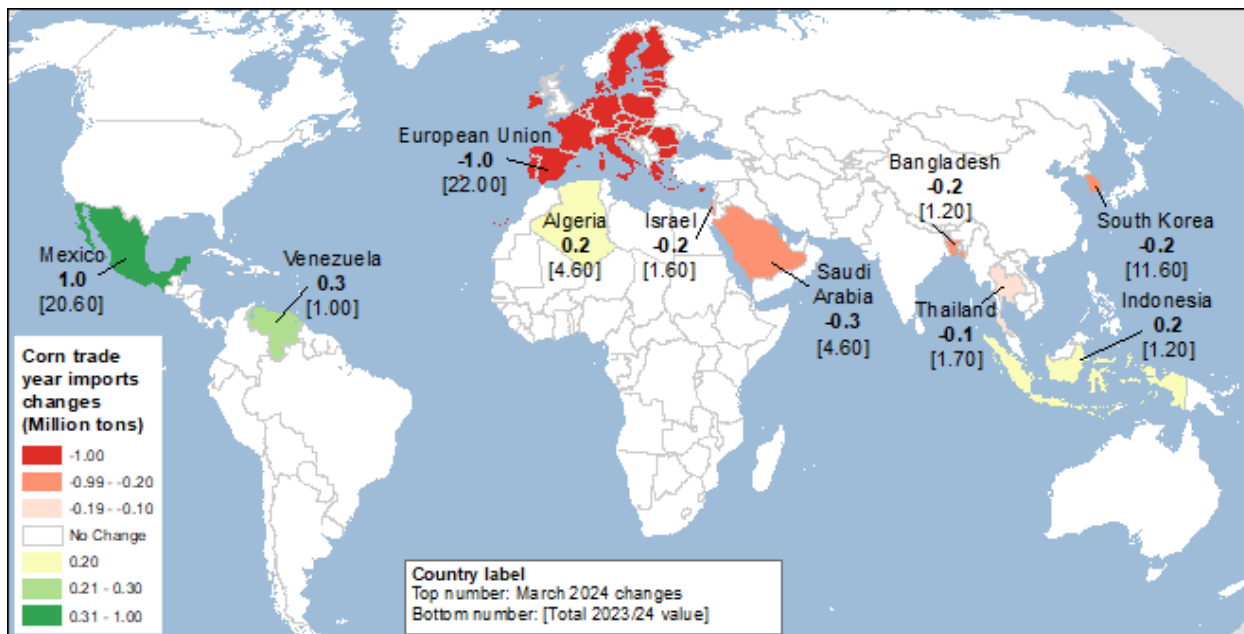 European Union
-1.0
[22.00]
Bangladesh
-0.2
[1.20]
South Korea
-0.2
[11.60]
Algeria
0.2
[4.60]
Israel
-0.2
[1.60]
Mexico
1.0
[20.60]
Venezuela
0.3
[1.00]
Saudi
Arabia
-0.3
[4.60]
Thailand
-0.1
[1.70]
Indonesia
0.2
[1.20]
Corn trade
year imports
changes
(Million tons)
-1.00
-0.99 - -0.20
-0.19 - -0.10
No Change
0.20
0.21 - 0.30
0.31 - 1.00
Country label
Top number: March 2024 changes
Bottom number: [Total 2023/24 value]